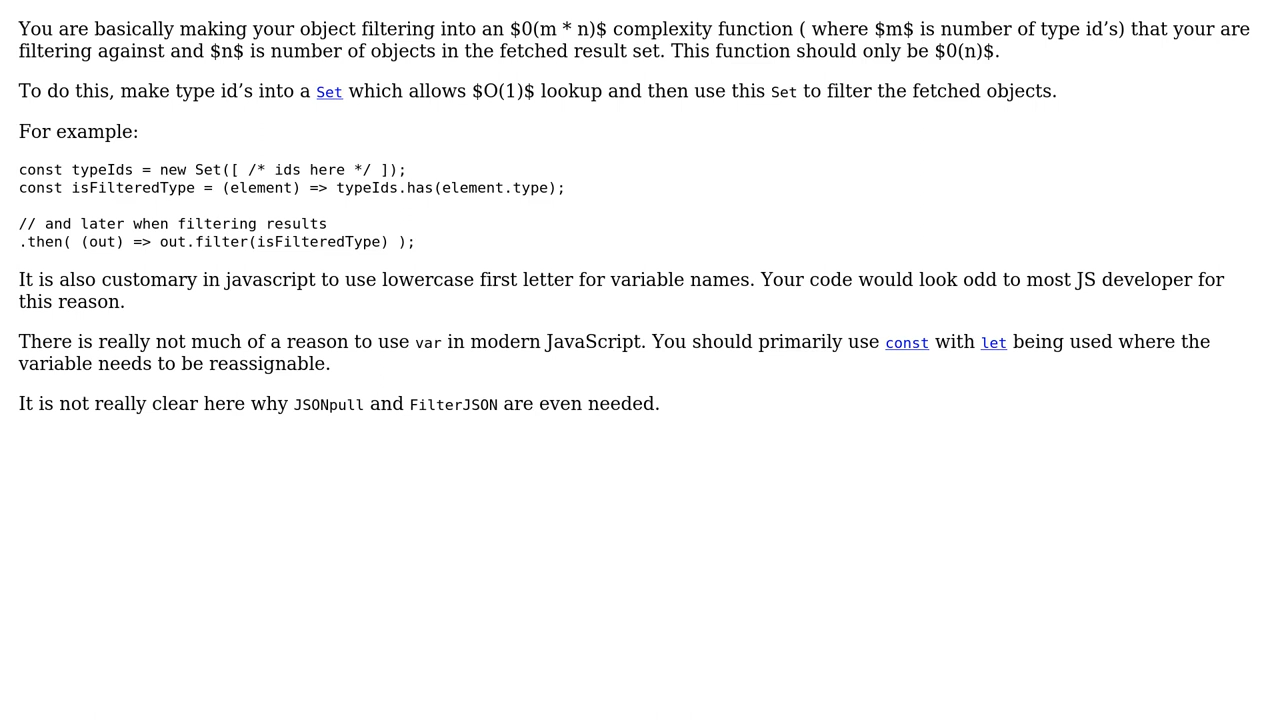 You are basically making your object filtering into an $0(m * n)$ complexity function ( where $m$ is number of type id’s) that your are
filtering against and $n$ is number of objects in the fetched result set. This function should only be $0(n)$.
To do this, make type id’s into a Set which allows $O(1)$ lookup and then use this Set to filter the fetched objects.
For example:
const typeIds = new Set([ /* ids here */ ]);
const isFilteredType = (element) => typeIds.has(element.type);
// and later when filtering results
.then( (out) => out.filter(isFilteredType) );
It is also customary in javascript to use lowercase first letter for variable names. Your code would look odd to most JS developer for
this reason.
There is really not much of a reason to use var in modern JavaScript. You should primarily use const with let being used where the
variable needs to be reassignable.
It is not really clear here why JSONpull and FilterJSON are even needed.